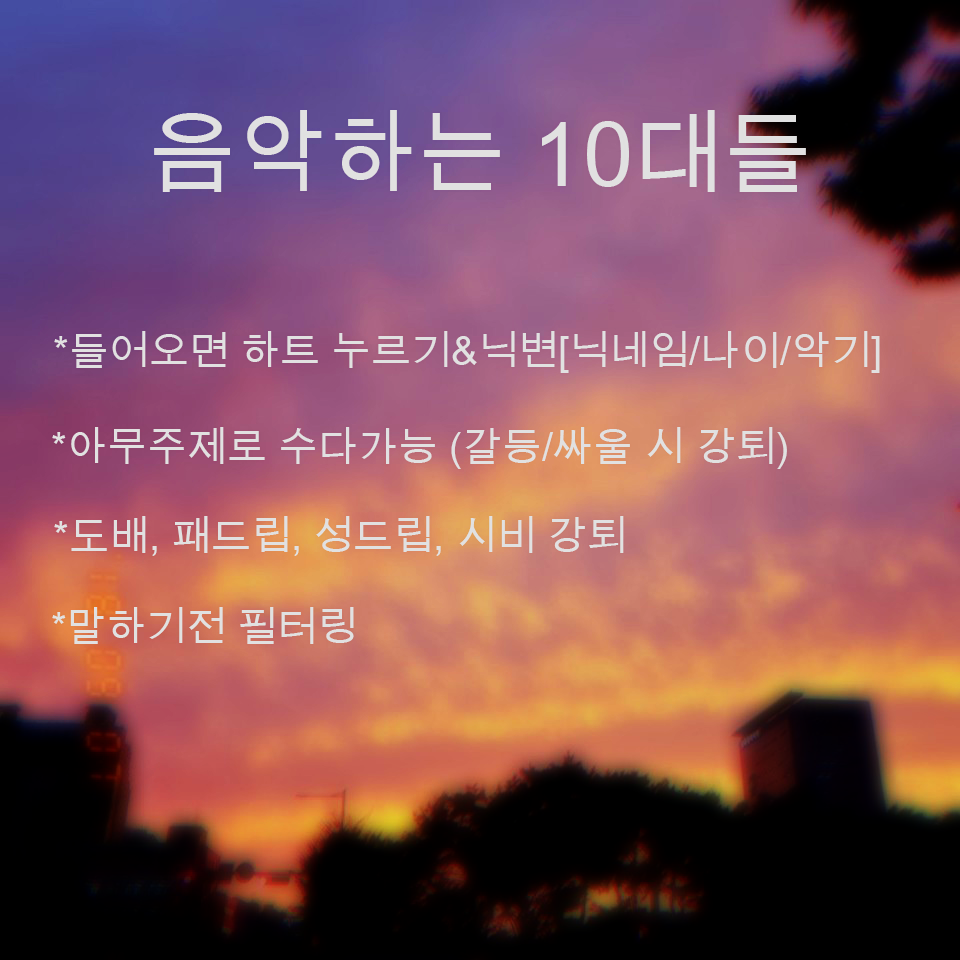 음악하는 10대들
*들어오면 하트 누르기&닉변[닉네임/나이/악기]
*아무주제로 수다가능 (갈등/싸울 시 강퇴)
*도배, 패드립, 성드립, 시비 강퇴
*말하기전 필터링